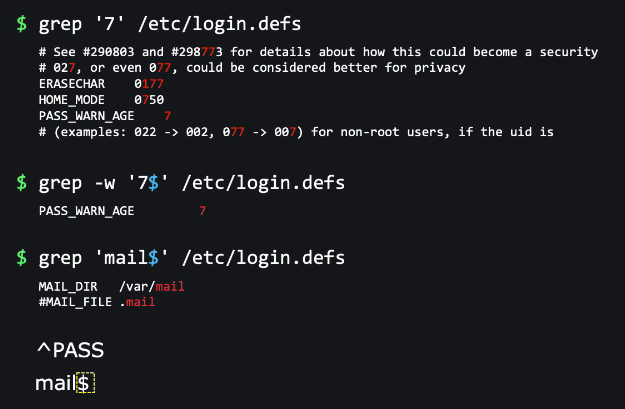 $ grep '7' /etc/login.defs
# See #290803 and #298773 for details about how this could become a security
# 027, or even 077, could be considered better for privacy
ERASECHAR 0177
HOME_MODE 0750
PASS_WARN_AGE 7
# (examples: 022 -> 002, 077 -> 007) for non-root users, if the uid is
$ grep -w '7$' /etc/login.defs
PASS_WARN_AGE 7
$ grep 'mail$' /etc/login.defs
MAIL_DIR /var/mail
#MAIL_FILE .mail
^PASS
mail$